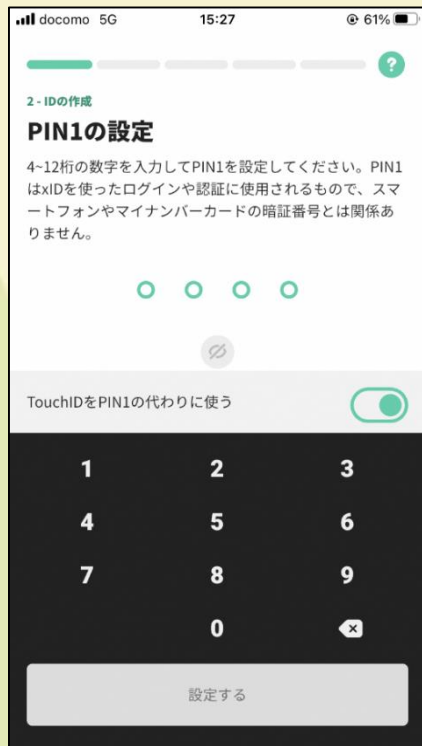 docomo 5G 15:27 61%
?
2 - IDの作成
PIN1の設定
4~12桁の数字を入力してPIN1を設定してください。PIN1
はxIDを使ったログインや認証に使用されるもので、スマ
ートフォンやマイナンバーカードの暗証番号とは関係あ
りません。
TouchIDをPIN1の代わりに使う
1 2 3
4 5 6
7 8 9
0
設定する